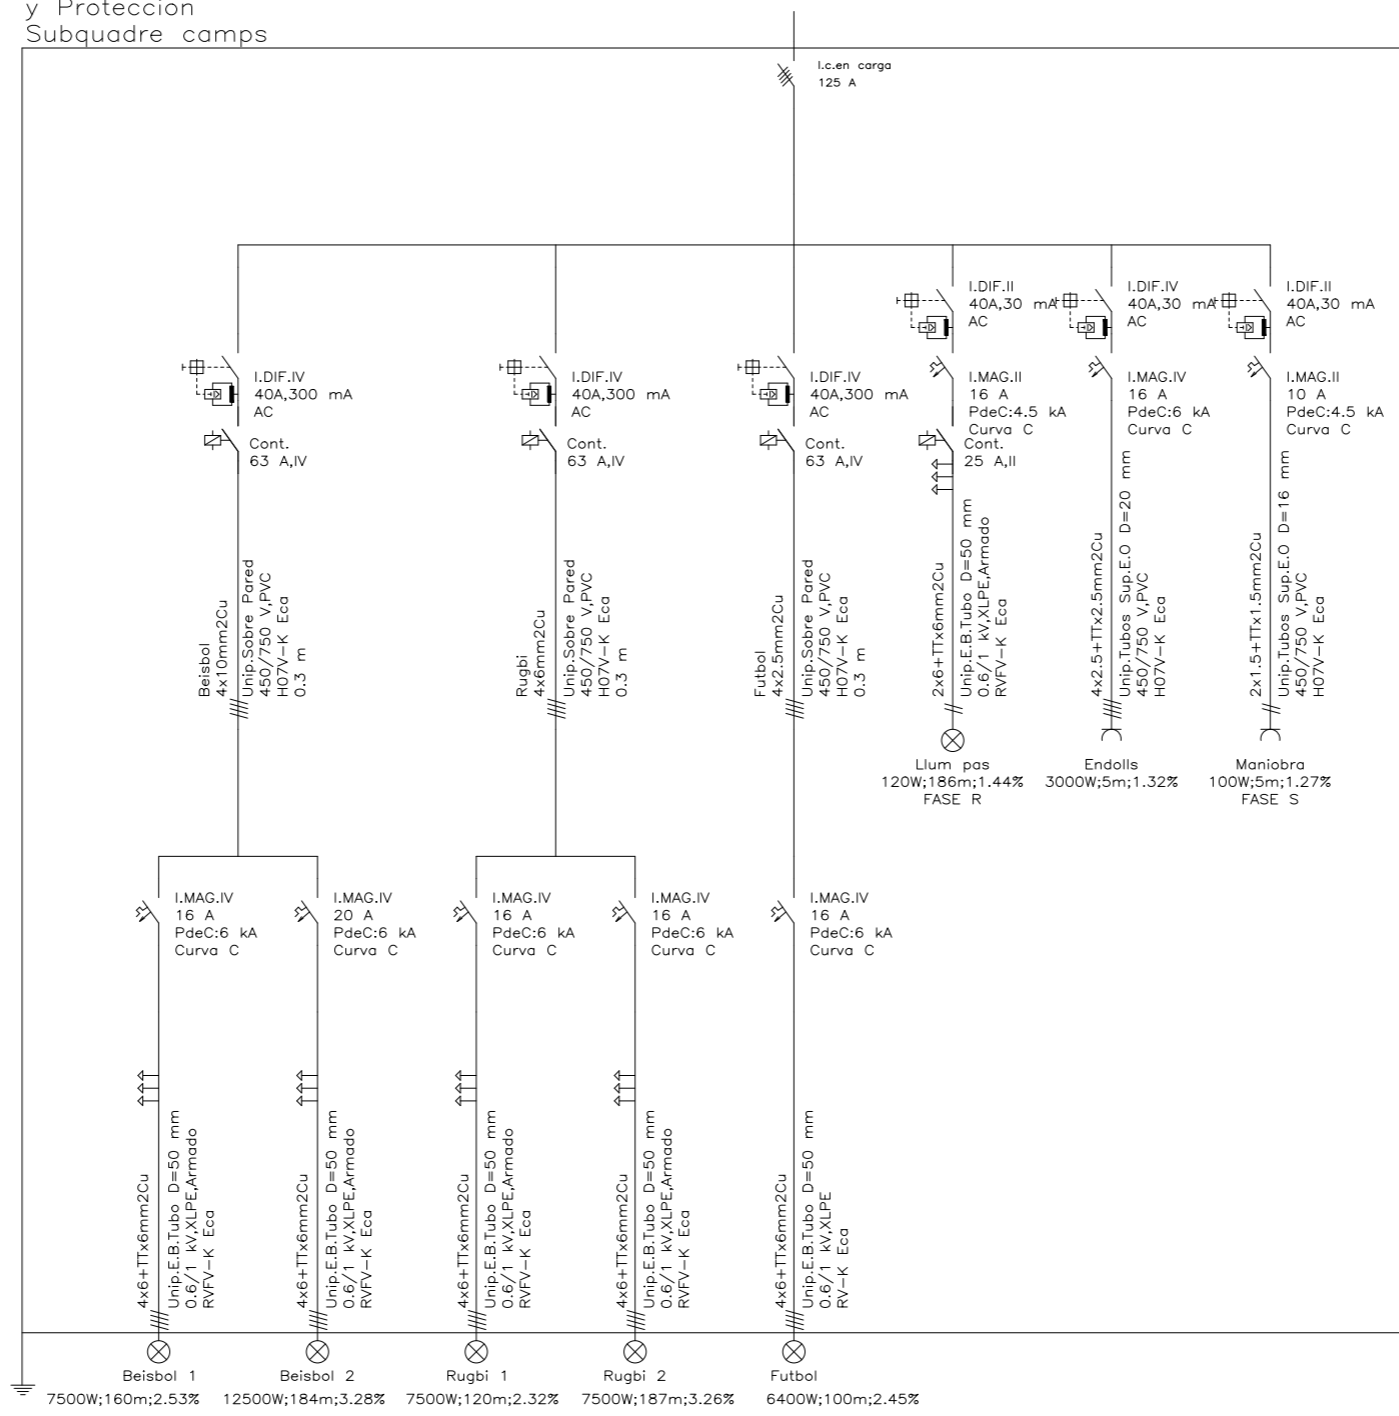 y Protección
Subquadre camps
I.c.en carga
125 A
I.DIF.IV
40A,300 mA
AC
Cont.
63 A,IV
Beisbol
4x10mm2Cu
Unip.Sobre Pared
450/750 V,PVC
H07V-K Eca
0.3 m
I.DIF.IV
40A,300 mA
AC
Cont.
63 A,IV
Rugbi
4x6mm2Cu
Unip.Sobre Pared
450/750 V,PVC
H07V-K Eca
0.3 m
I.DIF.IV
40A,300 mA
AC
Cont.
63 A,IV
Futbol
4x2.5mm2Cu
Unip.Sobre Pared
450/750 V,PVC
H07V-K Eca
0.3 m
I.DIF.II
40A,30 mA
AC
I.MAG.II
16 A
PdeC:4.5 kA
Curva C
Cont.
25 A,II
2x6+TTx6mm2Cu
Unip.E.B.Tubo D=50 mm
0.6/1 kV,XLPE,Armado
RVFV-K Eca
Llum pas
120W;186m;1.44%
FASE R
I.DIF.IV
40A,30 mA
AC
I.MAG.IV
16 A
PdeC:6 kA
Curva C
4x2.5+TTx2.5mm2Cu
Unip.Tubos Sup.E.O D=20 mm
450/750 V,PVC
H07V-K Eca
Endolls
3000W;5m;1.32%
I.DIF.II
40A,30 mA
AC
I.MAG.II
10 A
PdeC:4.5 kA
Curva C
2x1.5+TTx1.5mm2Cu
Unip.Tubos Sup.E.O D=16 mm
450/750 V,PVC
H07V-K Eca
Maniobra
100W;5m;1.27%
FASE S
I.MAG.IV
16 A
PdeC:6 kA
Curva C
4x6+TTx6mm2Cu
Unip.E.B.Tubo D=50 mm
0.6/1 kV,XLPE,Armado
RVFV-K Eca
Beisbol 1
7500W;160m;2.53%
I.MAG.IV
20 A
PdeC:6 kA
Curva C
4x6+TTx6mm2Cu
Unip.E.B.Tubo D=50 mm
0.6/1 kV,XLPE,Armado
RVFV-K Eca
Beisbol 2
12500W;184m;3.28%
I.MAG.IV
16 A
PdeC:6 kA
Curva C
4x6+TTx6mm2Cu
Unip.E.B.Tubo D=50 mm
0.6/1 kV,XLPE,Armado
RVFV-K Eca
Rugbi 1
7500W;120m;2.32%
I.MAG.IV
16 A
PdeC:6 kA
Curva C
4x6+TTx6mm2Cu
Unip.E.B.Tubo D=50 mm
0.6/1 kV,XLPE,Armado
RVFV-K Eca
Rugbi 2
7500W;187m;3.26%
I.MAG.IV
16 A
PdeC:6 kA
Curva C
4x6+TTx6mm2Cu
Unip.E.B.Tubo D=50 mm
0.6/1 kV,XLPE
RV-K Eca
Futbol
6400W;100m;2.45%